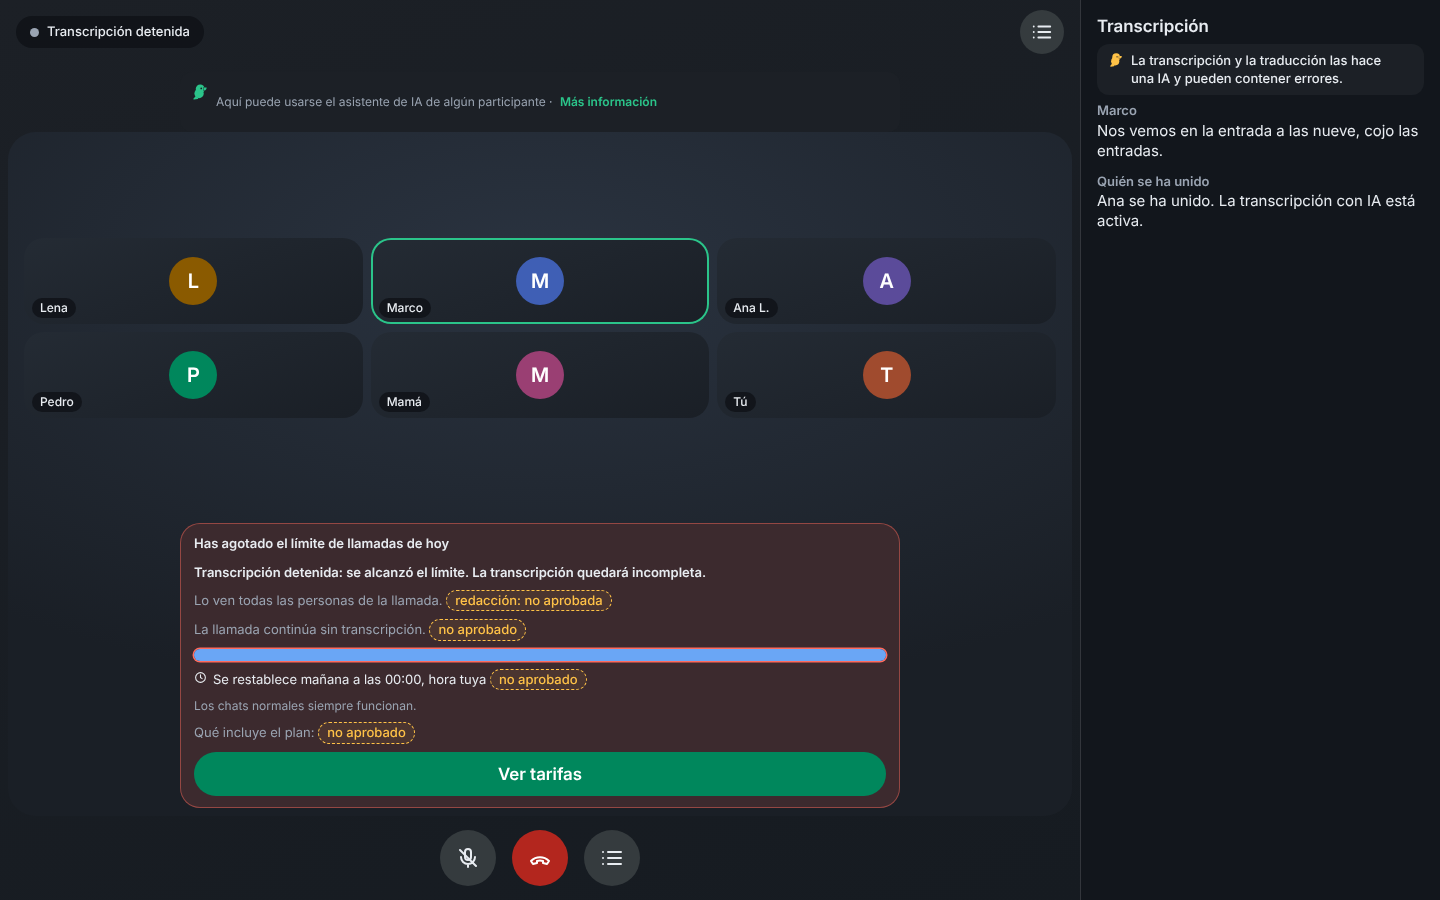 Transcripción detenida
Aquí puede usarse el asistente de IA de algún participante · Más información
L
Lena
M
Marco
A
Ana L.
P
Pedro
M
Mamá
T
Tú
Has agotado el límite de llamadas de hoy
Transcripción detenida: se alcanzó el límite. La transcripción quedará incompleta.
Lo ven todas las personas de la llamada. redacción: no aprobada
La llamada continúa sin transcripción. no aprobado
Se restablece mañana a las 00:00, hora tuya no aprobado
Los chats normales siempre funcionan.
Qué incluye el plan: no aprobado
Ver tarifas
Transcripción
La transcripción y la traducción las hace
una IA y pueden contener errores.
Marco
Nos vemos en la entrada a las nueve, cojo las
entradas.
Quién se ha unido
Ana se ha unido. La transcripción con IA está
activa.